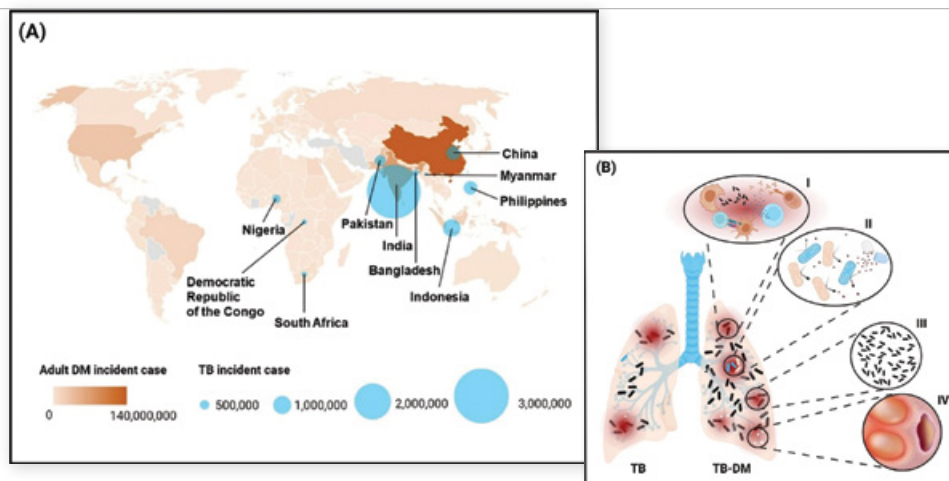 (A)
China
Myanmar
Philippines
Nigeria
Pakistan
India
Bangladesh
Democratic
Republic
of the Congo
Indonesia
South Africa
Adult DM incident case
0
140,000,000
TB incident case
500,000
1,000,000
2,000,000
3,000,000
(B)
I
II
III
IV
TB
TB-DM